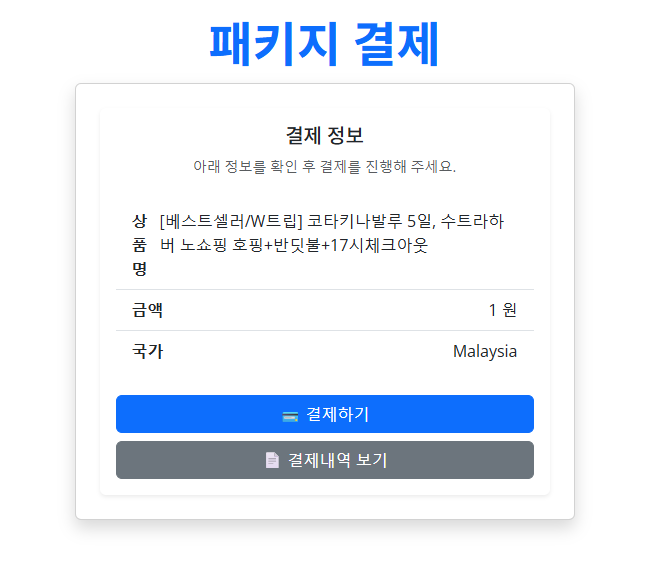 패키지 결제
결제 정보
아래 정보를 확인 후 결제를 진행해 주세요.
상 [베스트셀러/W트립] 코타키나발루 5일, 수트라하
품 버 노쇼핑 호핑+반딧불+17시체크아웃
명
금액 1 원
국가 Malaysia
결제하기
결제내역 보기